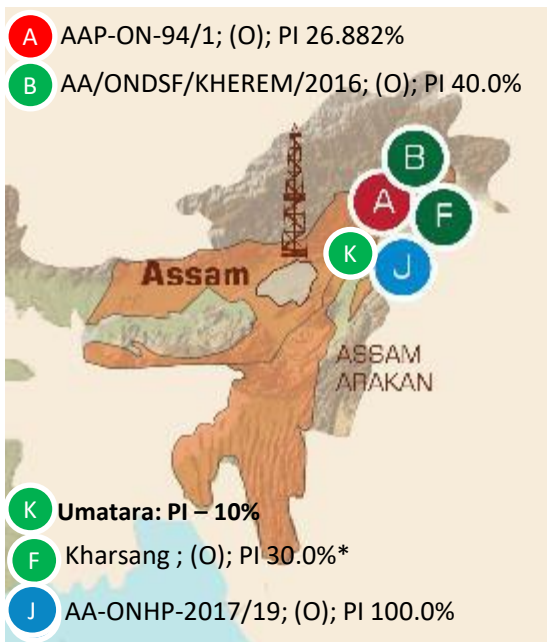 A AAP-ON-94/1; (O); PI 26.882%
B AA/ONDSF/KHEREM/2016; (O); PI 40.0%
B
A
F
K
J
Assam
ASSAM
ARAKAN
K Umatara: PI – 10%
F Kharsang ; (O); PI 30.0%*
J AA-ONHP-2017/19; (O); PI 100.0%